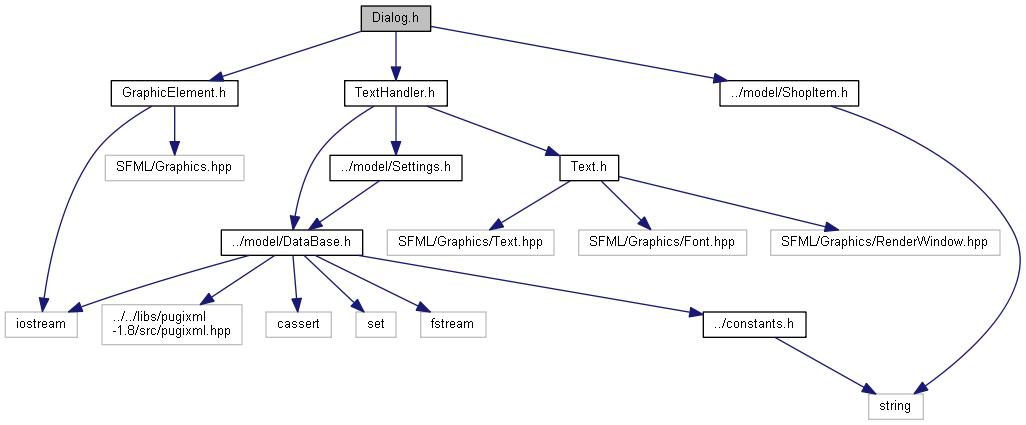 Dialog.h
GraphicElement.h
TextHandler.h
../model/ShopItem.h
SFML/Graphics.hpp
../model/Settings.h
Text.h
../model/DataBase.h
SFML/Graphics/Text.hpp
SFML/Graphics/Font.hpp
SFML/Graphics/RenderWindow.hpp
iostream
../../libs/pugixml
-1.8/src/pugixml.hpp
cassert
set
fstream
../constants.h
string